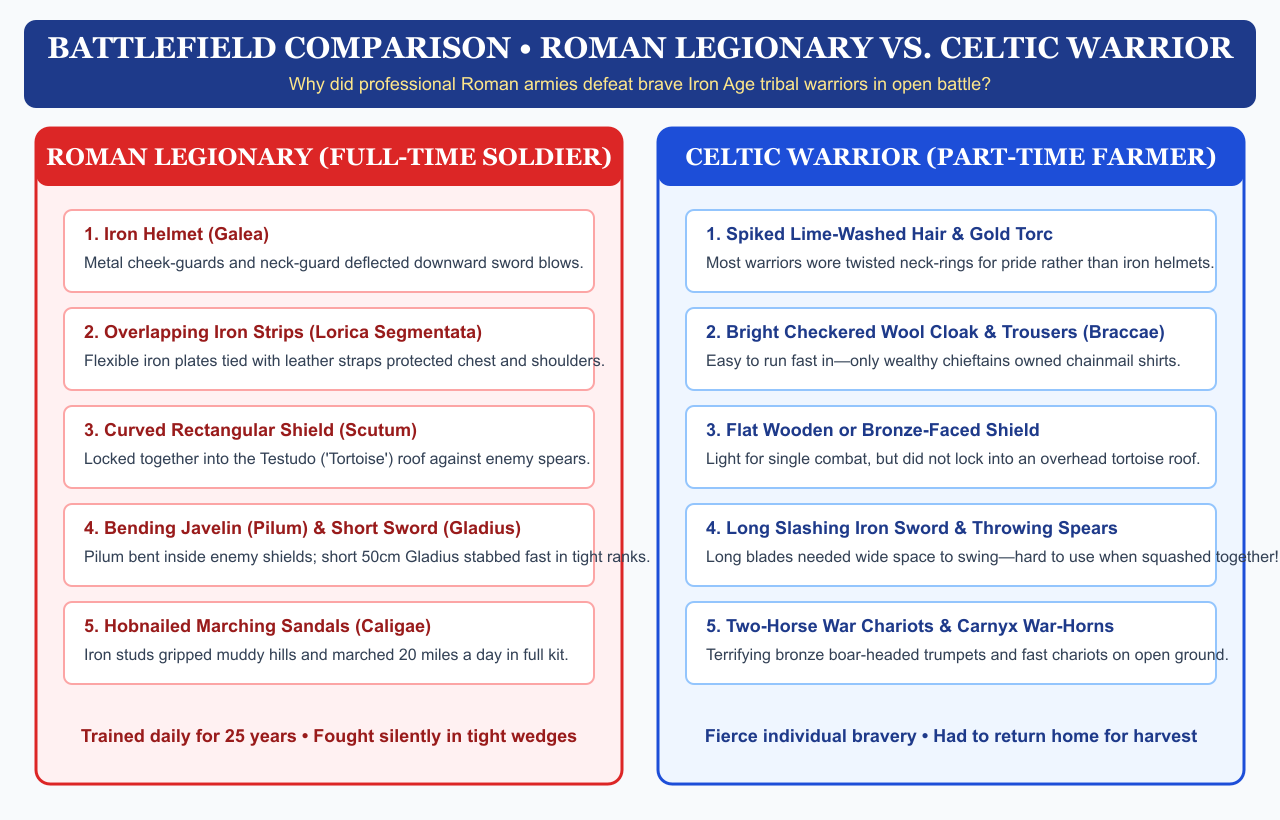 BATTLEFIELD COMPARISON • ROMAN LEGIONARY VS. CELTIC WARRIOR
Why did professional Roman armies defeat brave Iron Age tribal warriors in open battle?
ROMAN LEGIONARY (FULL-TIME SOLDIER)
1. Iron Helmet (Galea)
Metal cheek-guards and neck-guard deflected downward sword blows.
2. Overlapping Iron Strips (Lorica Segmentata)
Flexible iron plates tied with leather straps protected chest and shoulders.
3. Curved Rectangular Shield (Scutum)
Locked together into the Testudo ('Tortoise') roof against enemy spears.
4. Bending Javelin (Pilum) & Short Sword (Gladius)
Pilum bent inside enemy shields; short 50cm Gladius stabbed fast in tight ranks.
5. Hobnailed Marching Sandals (Caligae)
Iron studs gripped muddy hills and marched 20 miles a day in full kit.
Trained daily for 25 years • Fought silently in tight wedges
CELTIC WARRIOR (PART-TIME FARMER)
1. Spiked Lime-Washed Hair & Gold Torc
Most warriors wore twisted neck-rings for pride rather than iron helmets.
2. Bright Checkered Wool Cloak & Trousers (Braccae)
Easy to run fast in—only wealthy chieftains owned chainmail shirts.
3. Flat Wooden or Bronze-Faced Shield
Light for single combat, but did not lock into an overhead tortoise roof.
4. Long Slashing Iron Sword & Throwing Spears
Long blades needed wide space to swing—hard to use when squashed together!
5. Two-Horse War Chariots & Carnyx War-Horns
Terrifying bronze boar-headed trumpets and fast chariots on open ground.
Fierce individual bravery • Had to return home for harvest